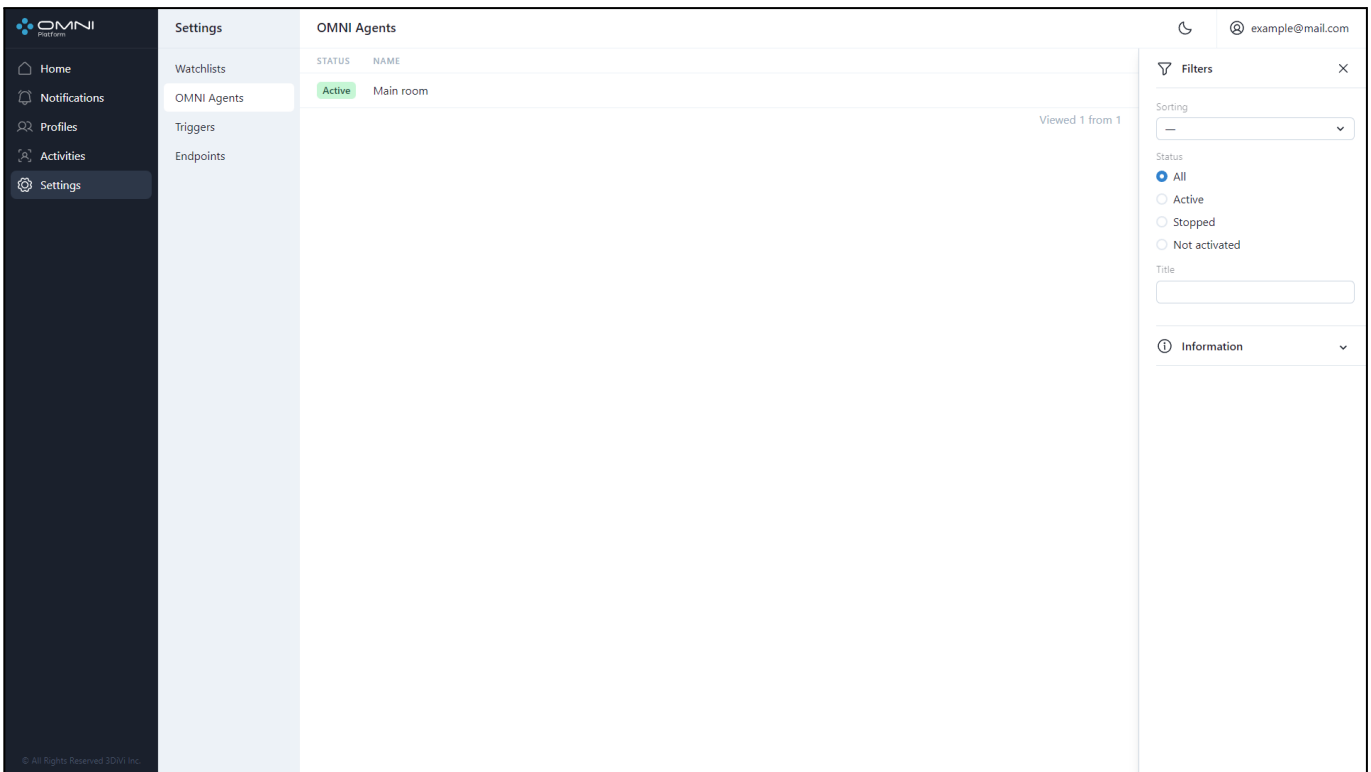 OMNI
Platform
Home
Notifications
Profiles
Activities
Settings
© All Rights Reserved 3DiVi Inc.
Settings
Watchlists
OMNI Agents
Triggers
Endpoints
OMNI Agents
example@mail.com
STATUS NAME
Active Main room
Viewed 1 from 1
Filters
Sorting
—
Status
All
Active
Stopped
Not activated
Title
Information